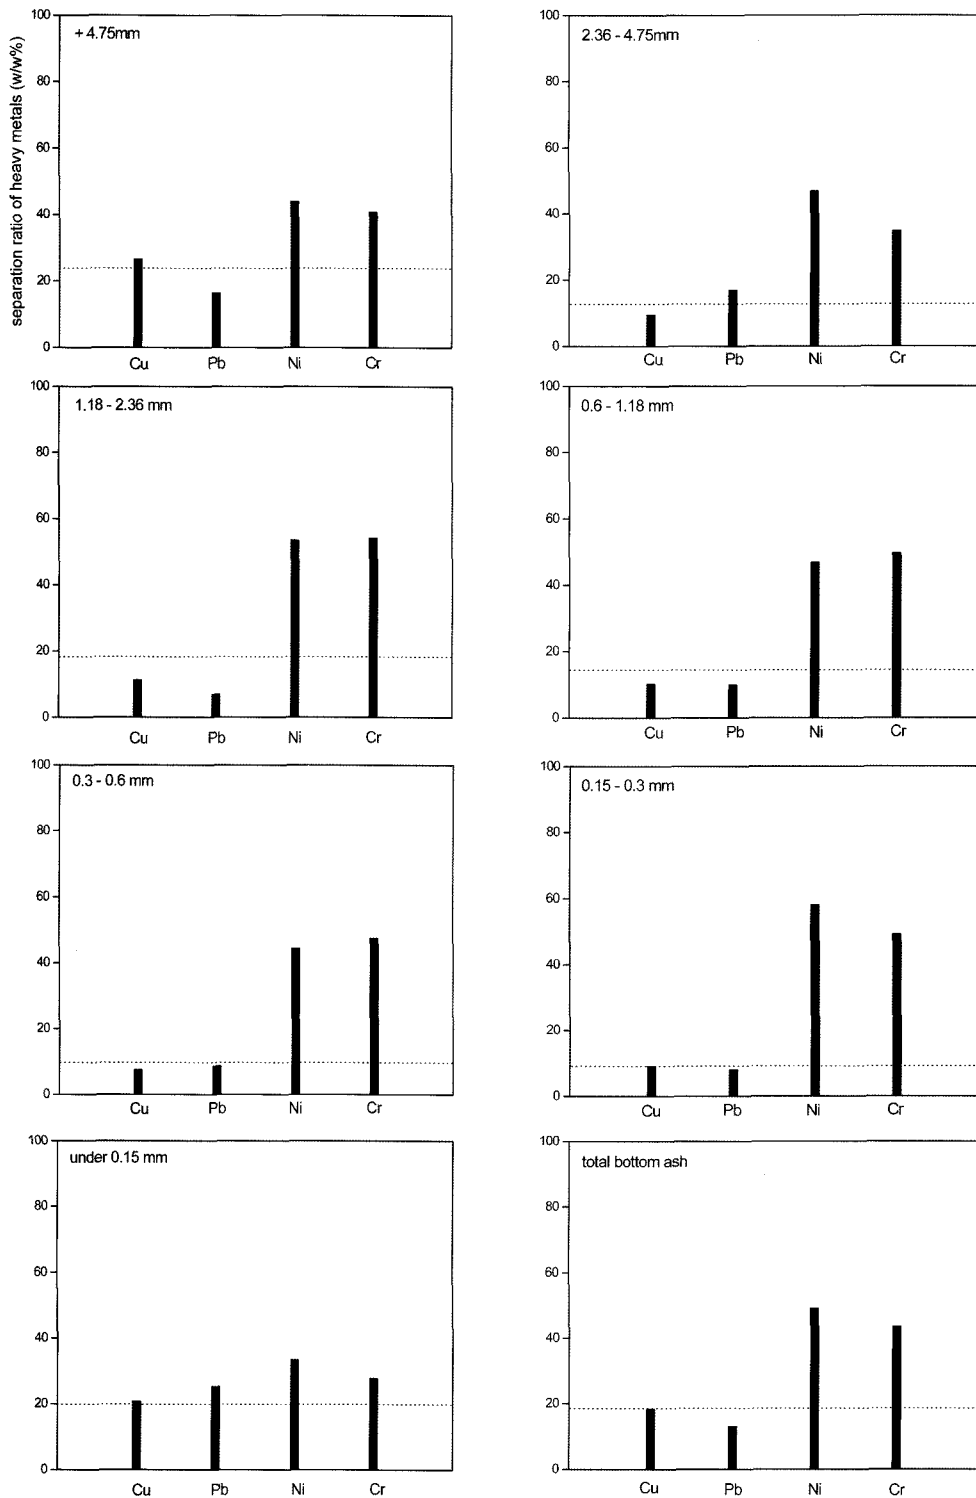 separation ratio of heavy metals (w/w%)
+ 4.75mm
100
80
60
40
20
0
Cu Pb Ni Cr
2.36 - 4.75mm
100
80
60
40
20
0
Cu Pb Ni Cr
1.18 - 2.36 mm
100
80
60
40
20
0
Cu Pb Ni Cr
0.6 - 1.18 mm
100
80
60
40
20
0
Cu Pb Ni Cr
0.3 - 0.6 mm
100
80
60
40
20
0
Cu Pb Ni Cr
0.15 - 0.3 mm
100
80
60
40
20
0
Cu Pb Ni Cr
under 0.15 mm
100
80
60
40
20
0
Cu Pb Ni Cr
total bottom ash
100
80
60
40
20
0
Cu Pb Ni Cr